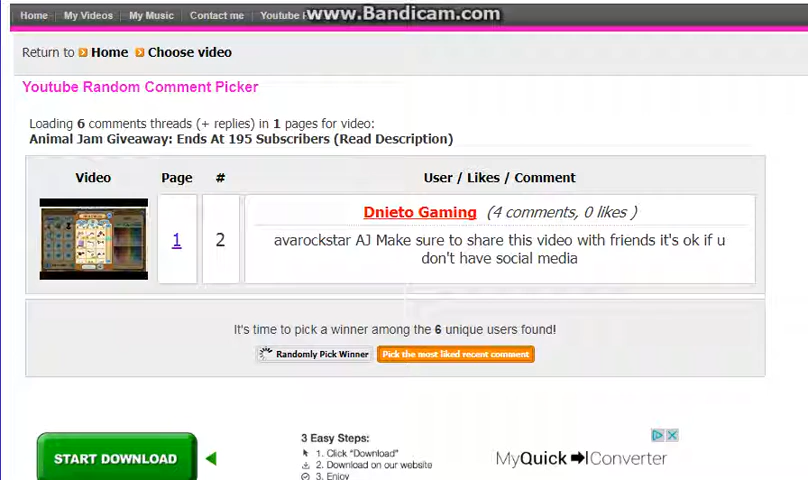 Home My Videos My Music Contact me Youtube
www.Bandicam.com
Return to Home Choose video
Youtube Random Comment Picker
Loading 6 comments threads (+ replies) in 1 pages for video:
Animal Jam Giveaway: Ends At 195 Subscribers (Read Description)
Video Page # User / Likes / Comment
Dnieto Gaming (4 comments, 0 likes )
1 2 avarockstar AJ Make sure to share this video with friends it's ok if u
don't have social media
It's time to pick a winner among the 6 unique users found!
Randomly Pick Winner Pick the most liked recent comment
3 Easy Steps:
START DOWNLOAD 1. Click "Download" MyQuick Converter
2. Download on our website
3. Enjoy